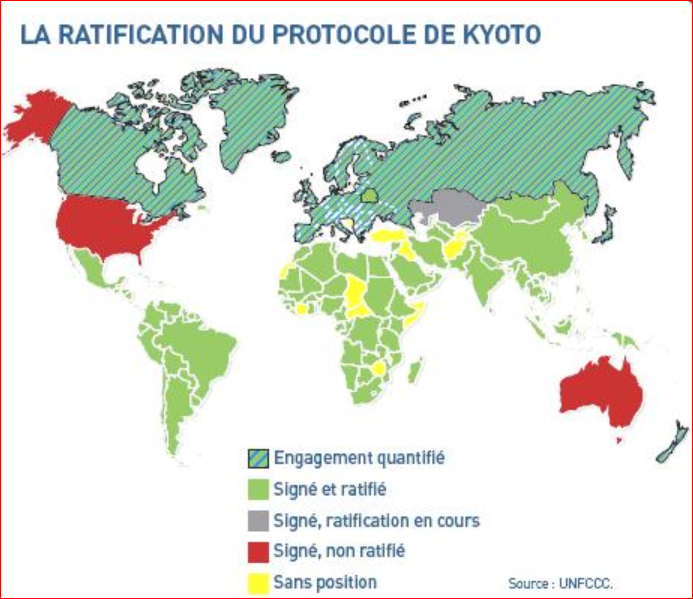 LA RATIFICATION DU PROTOCOLE DE KYOTO
Engagement quantifié
Signé et ratifié
Signé, ratification en cours
Signé, non ratifié
Sans position
Source : UNFCCC.